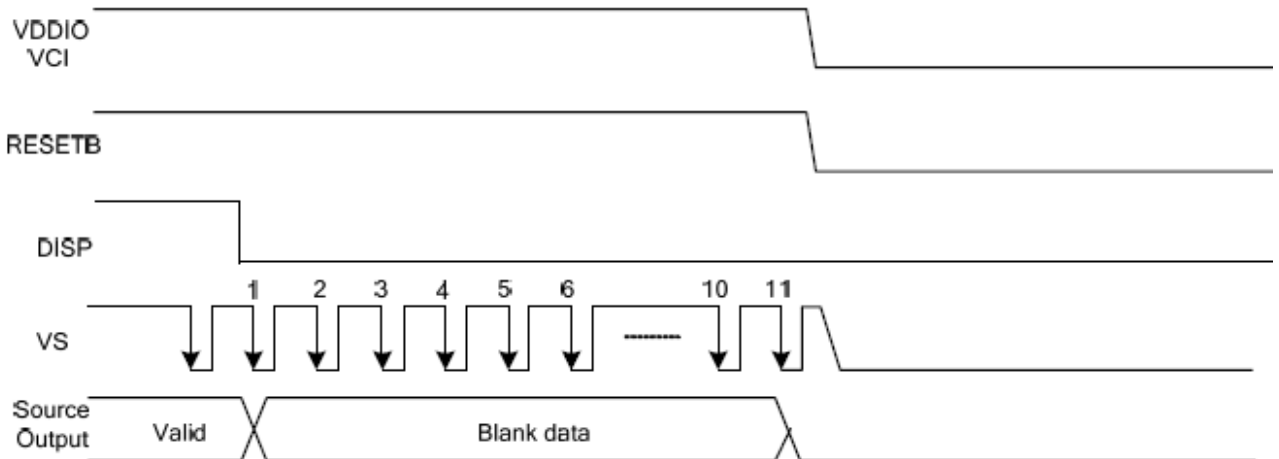 VDDIO
VCI
RESETB
DISP
1 2 3 4 5 6 10 11
VS
Source
Output
Valid
Blank data